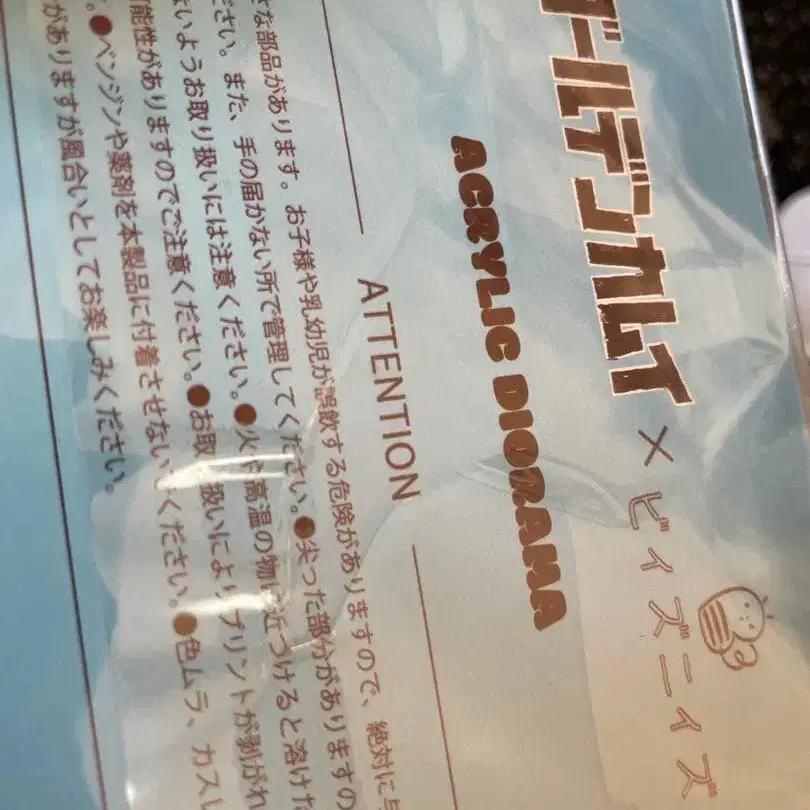 ゴールデンカムイ × ビィズニィズ
ACRYLIC DIORAMA
ATTENTION
さな部品があります。お子様や乳幼児が誤飲する危険がありますので、絶対に与
ださい。また、手の届かない所で管理してください。●尖った部分がありますの
ないようお取り扱いには注意ください。●火や高温の物に近づけると溶けた
可能性がありますのでご注意ください。●お取り扱いによりプリントが剥がれ
。●ベンジンや薬剤を本製品に付着させないでください。●色ムラ、カスレ
がありますが風合いとしてお楽しみください。